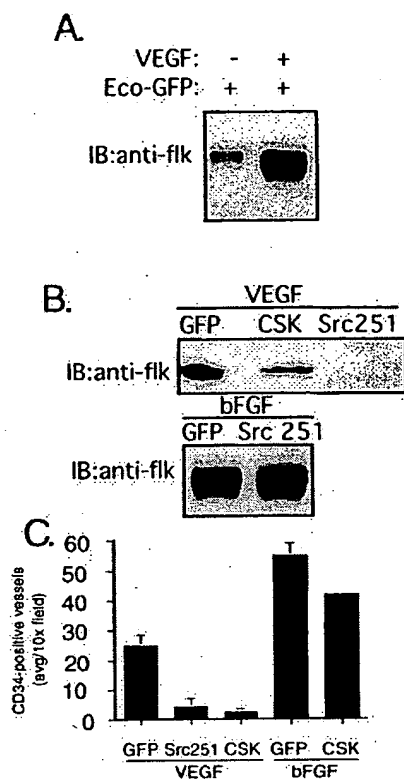 A.
VEGF: - +
Eco-GFP: + +
IB:anti-flk
B.
VEGF
GFP CSK Src251
IB:anti-flk
bFGF
GFP Src 251
IB:anti-flk
C.
CD34-positive vessels
(avg/10x field)
60
50
40
30
20
10
0
GFP Src251 CSK GFP CSK
VEGF bFGF